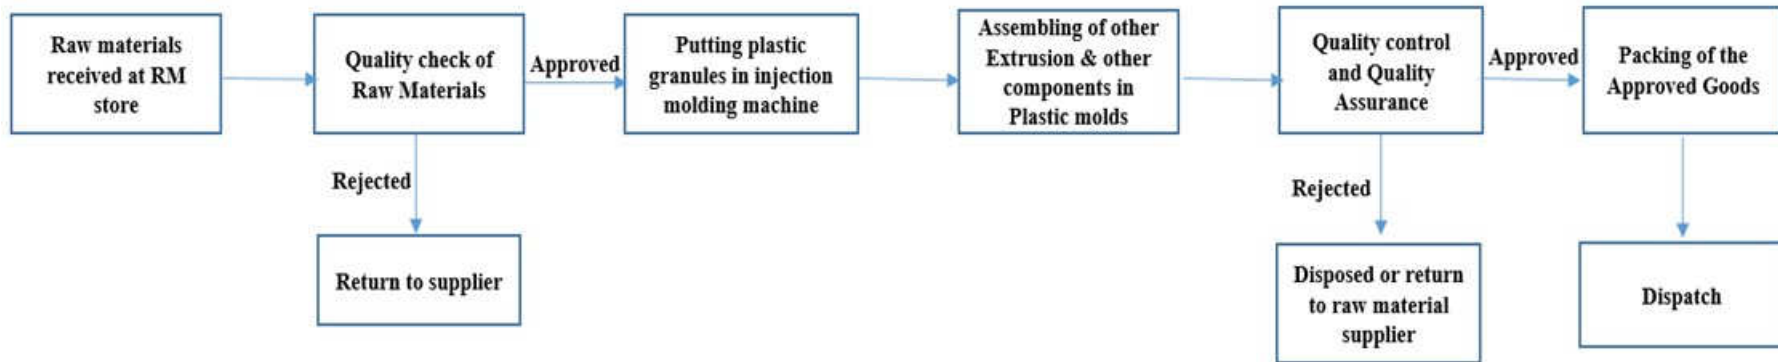 Raw materials
received at RM
store
Quality check of
Raw Materials
Approved
Putting plastic
granules in injection
molding machine
Assembling of other
Extrusion & other
components in
Plastic molds
Quality control
and Quality
Assurance
Approved
Packing of the
Approved Goods
Rejected
Return to supplier
Rejected
Disposed or return
to raw material
supplier
Dispatch